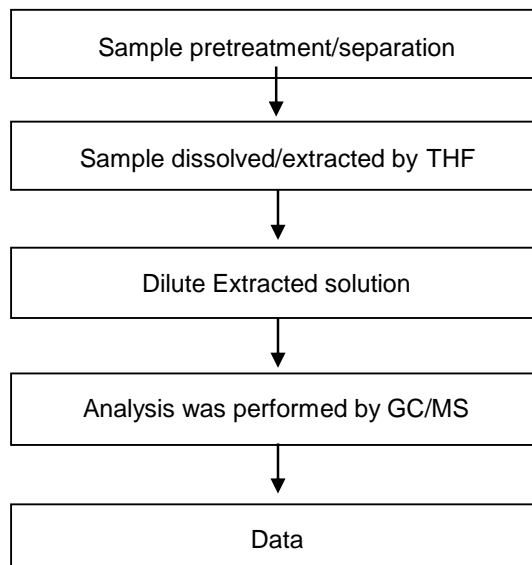 Sample pretreatment/separation
Sample dissolved/extracted by THF
Dilute Extracted solution
Analysis was performed by GC/MS
Data